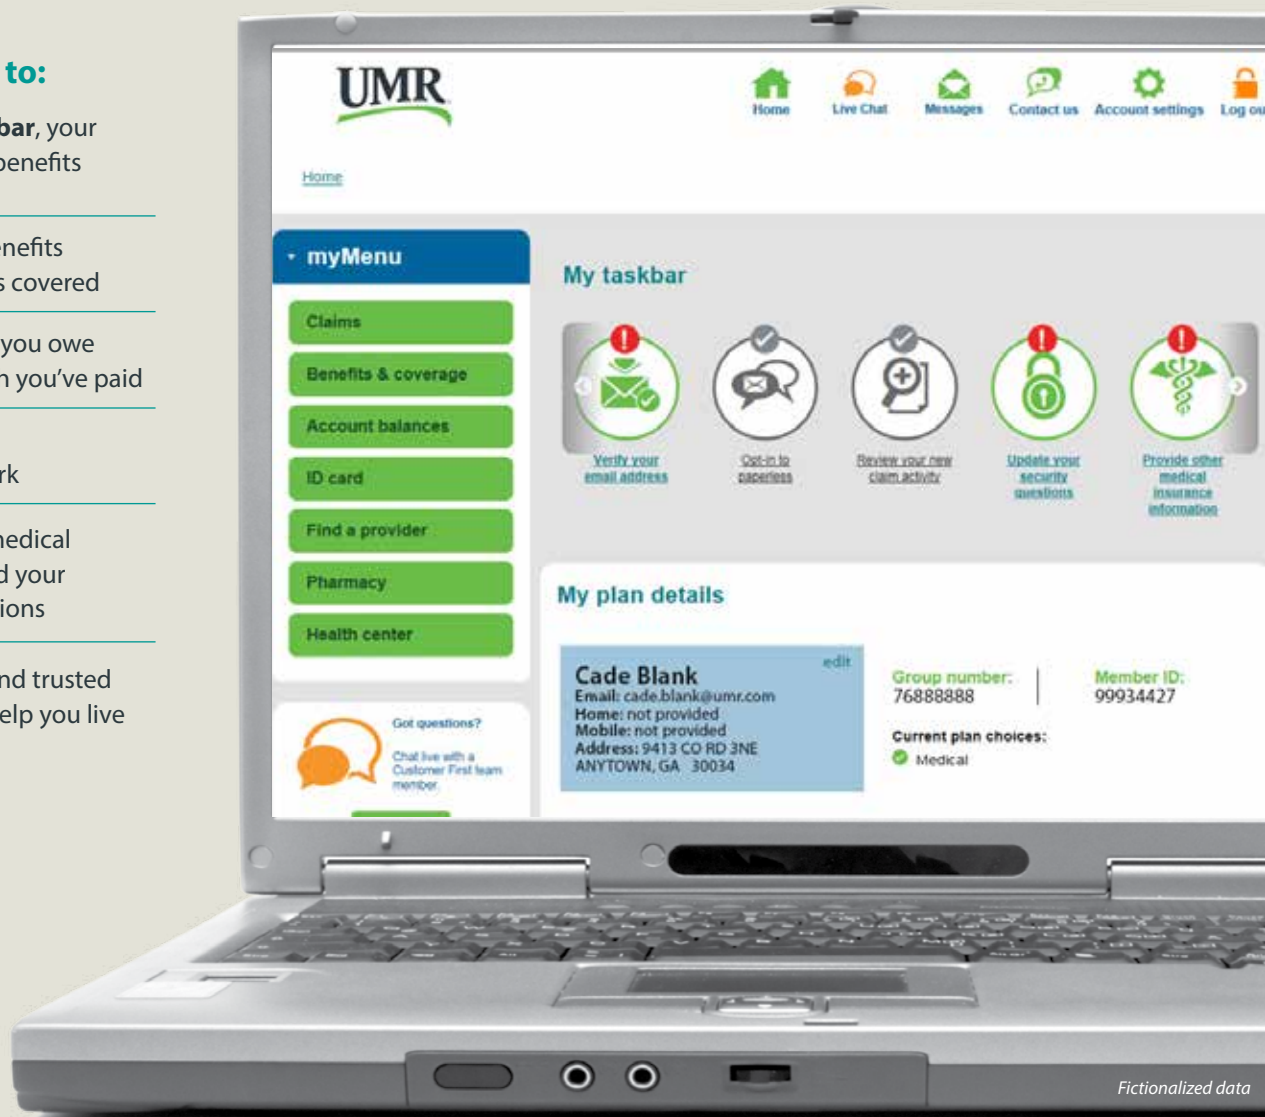 to:
bar, your
benefits
enefits
s covered
you owe
h you've paid
rk
medical
d your
ions
nd trusted
elp you live
UMR
Home
Live Chat
Messages
Contact us
Account settings
Log ou
Home
myMenu
Claims
Benefits & coverage
Account balances
ID card
Find a provider
Pharmacy
Health center
Got questions?
Chat live with a
Customer First team
member.
My taskbar
Verify your
email address
Opt-in to
paperless
Review your new
claim activity
Update your
security
questions
Provide other
medical
insurance
information
My plan details
edit
Cade Blank
Email: cade.blank@umr.com
Home: not provided
Mobile: not provided
Address: 9413 CO RD 3NE
ANYTOWN, GA 30034
Group number:
76888888
Member ID:
99934427
Current plan choices:
Medical
Fictionalized data